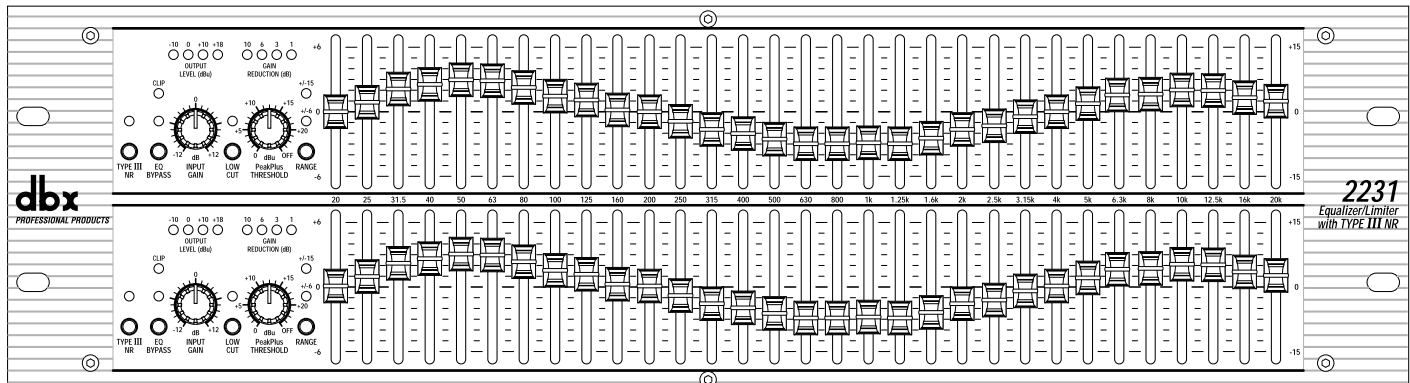 -10 0 +10 +18
OUTPUT
LEVEL (dBu)
10 6 3 1
GAIN
REDUCTION (dB)
CLIP
+/-15
+/-6
0
-12 dB +12
INPUT
GAIN
+5 +10 +15 +20
0 dBu OFF
PeakPlus
THRESHOLD
TYPE III
NR
EQ
BYPASS
LOW
CUT
RANGE
+6
0
-6
+15
0
-15
dbx
PROFESSIONAL PRODUCTS
20 25 31.5 40 50 63 80 100 125 160 200 250 315 400 500 630 800 1k 1.25k 1.6k 2k 2.5k 3.15k 4k 5k 6.3k 8k 10k 12.5k 16k 20k
2231
Equalizer/Limiter
with TYPE III NR
-10 0 +10 +18
OUTPUT
LEVEL (dBu)
10 6 3 1
GAIN
REDUCTION (dB)
CLIP
+/-15
+/-6
0
-12 dB +12
INPUT
GAIN
+5 +10 +15 +20
0 dBu OFF
PeakPlus
THRESHOLD
TYPE III
NR
EQ
BYPASS
LOW
CUT
RANGE
+6
0
-6
+15
0
-15